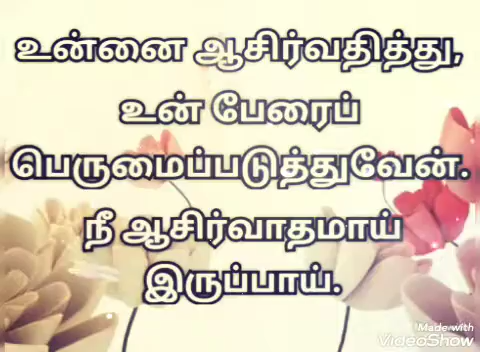 உன்னை ஆசிர்வதித்து,
உன் பேரைப்
பெருமைப்படுத்துவேன்.
நீ ஆசிர்வாதமாய்
இருப்பாய்.
Made with
VideoShow